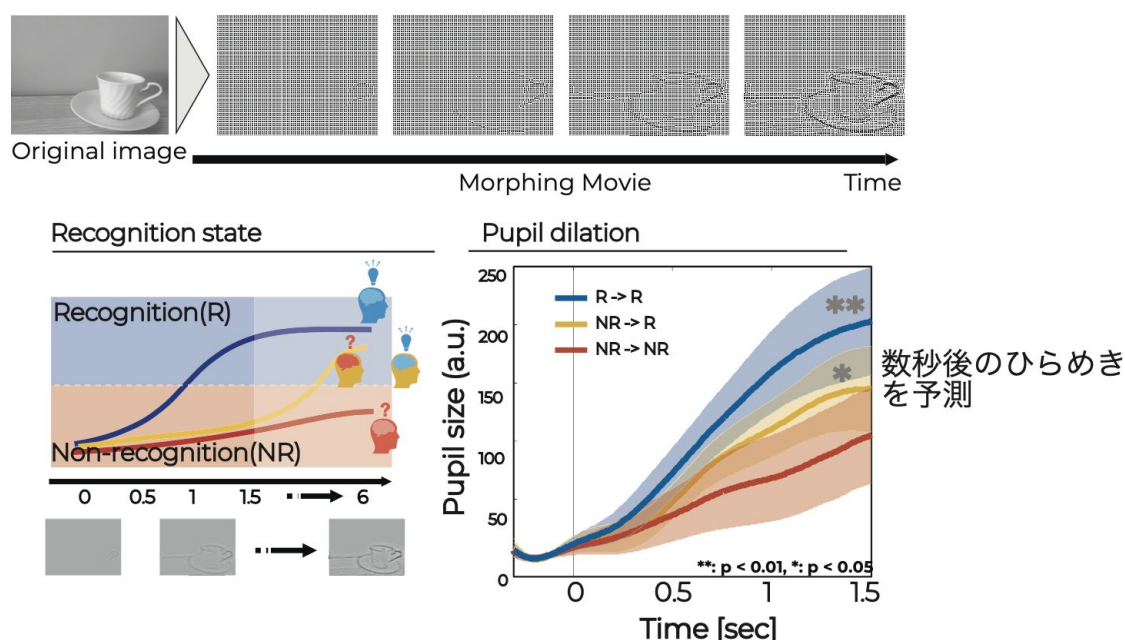 Original image
Morphing Movie
Time
Recognition state
Recognition(R)
?
?
Non-recognition(NR)
0 0.5 1 1.5 6
Pupil dilation
Pupil size (a.u.)
250
200
150
100
50
0
R -> R
NR -> R
NR -> NR
**
*
**: p < 0.01, *: p < 0.05
0 0.5 1 1.5
Time [sec]
数秒後のひらめき
を予測